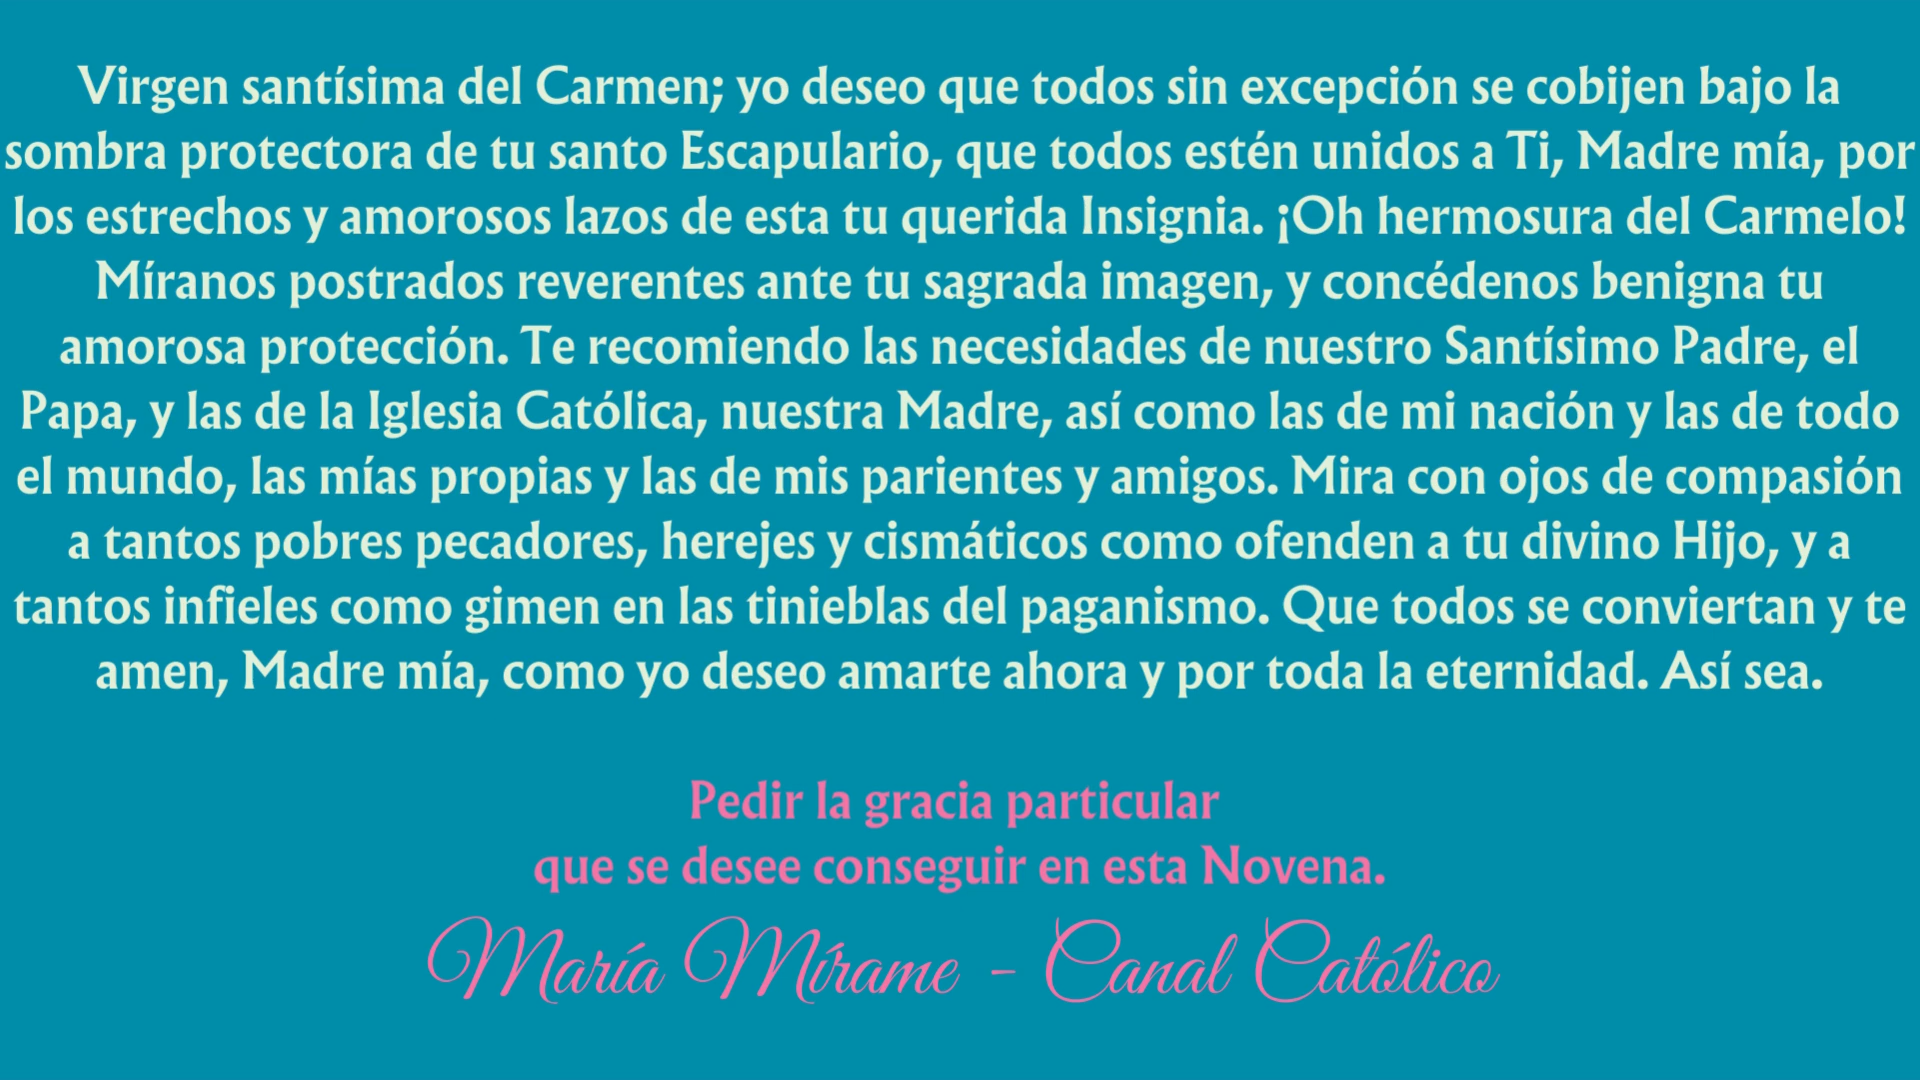 Virgen santísima del Carmen; yo deseo que todos sin excepción se cobijen bajo la
sombra protectora de tu santo Escapulario, que todos estén unidos a Ti, Madre mía, por
los estrechos y amorosos lazos de esta tu querida Insignia. ¡Oh hermosura del Carmelo!
Míranos postrados reverentes ante tu sagrada imagen, y concédenos benigna tu
amorosa protección. Te recomiendo las necesidades de nuestro Santísimo Padre, el
Papa, y las de la Iglesia Católica, nuestra Madre, así como las de mi nación y las de todo
el mundo, las mías propias y las de mis parientes y amigos. Mira con ojos de compasión
a tantos pobres pecadores, herejes y cismáticos como ofenden a tu divino Hijo, y a
tantos infieles como gimen en las tinieblas del paganismo. Que todos se conviertan y te
amen, Madre mía, como yo deseo amarte ahora y por toda la eternidad. Así sea.
Pedir la gracia particular
que se desee conseguir en esta Novena.
María Mírame - Canal Católico